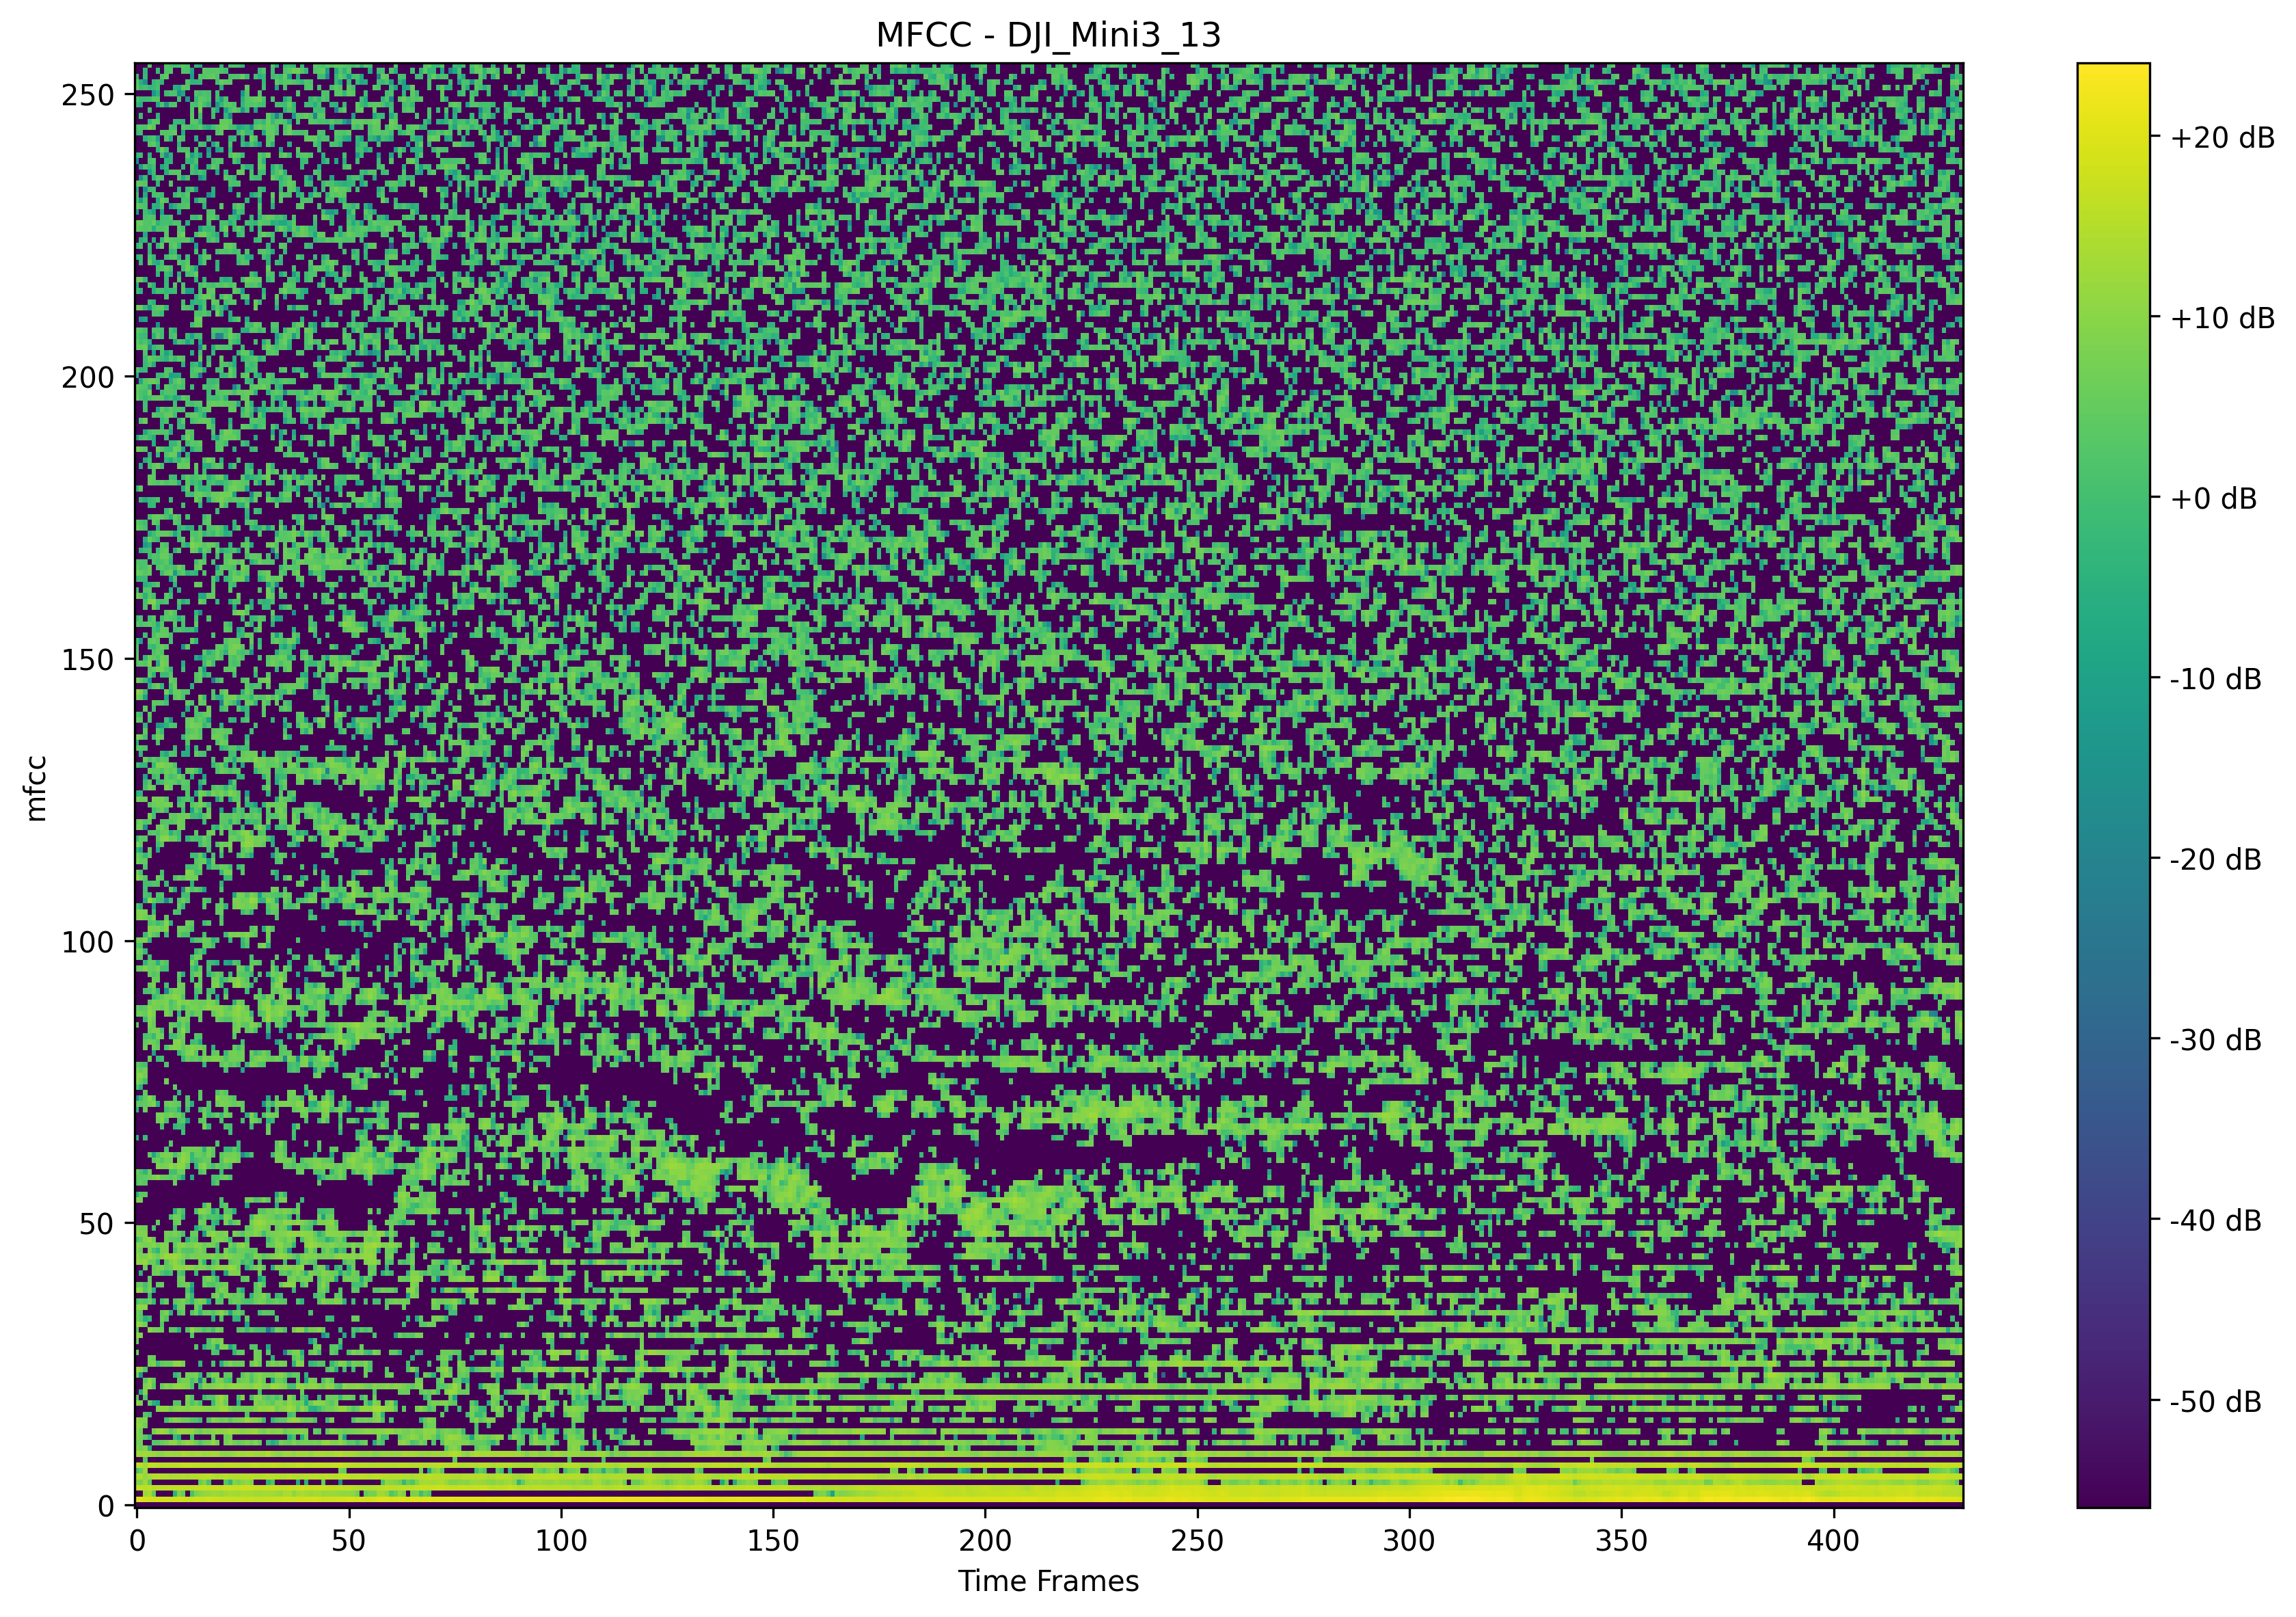 MFCC - DJI_Mini3_13
250
200
150
100
50
0
mfcc
0 50 100 150 200 250 300 350 400
Time Frames
+20 dB
+10 dB
+0 dB
-10 dB
-20 dB
-30 dB
-40 dB
-50 dB